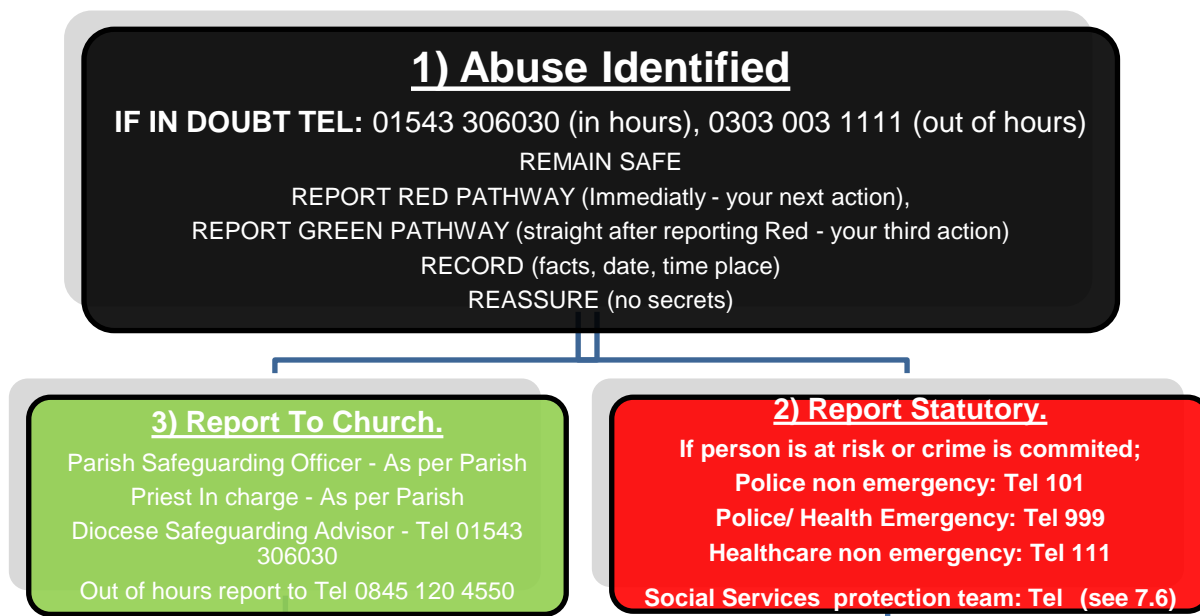 1) Abuse Identified
IF IN DOUBT TEL: 01543 306030 (in hours), 0303 003 1111 (out of hours)
REMAIN SAFE
REPORT RED PATHWAY (Immediatly - your next action),
REPORT GREEN PATHWAY (straight after reporting Red - your third action)
RECORD (facts, date, time place)
REASSURE (no secrets)
3) Report To Church.
Parish Safeguarding Officer - As per Parish
Priest In charge - As per Parish
Diocese Safeguarding Advisor - Tel 01543
306030
Out of hours report to Tel 0845 120 4550
2) Report Statutory.
If person is at risk or crime is commited;
Police non emergency: Tel 101
Police/ Health Emergency: Tel 999
Healthcare non emergency: Tel 111
Social Services protection team: Tel (see 7.6)